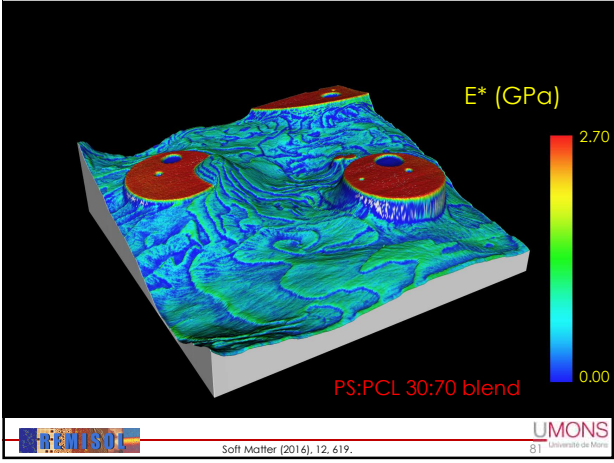 E* (GPa)
2.70
0.00
PS:PCL 30:70 blend
REMISOL
Soft Matter (2016), 12, 619.
81
UMONS
Université de Mons